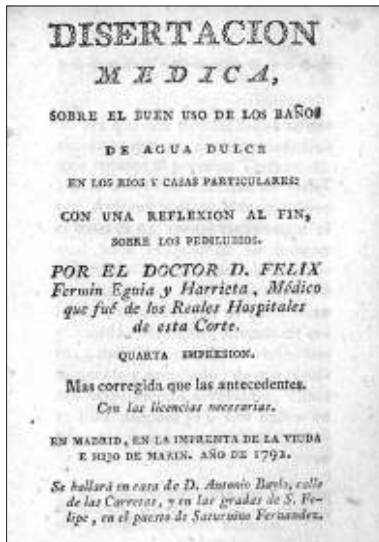 DISERTACION
MEDICA,
SOBRE EL BUEN USO DE LOS BAÑOS
DE AGUA DULCE
EN LOS RIOS Y CASAS PARTICULARES:
CON UNA REFLEXION AL FIN,
SOBRE LOS PEDILUBIOS.
POR EL DOCTOR D. FELIX
Fermin Eguia y Harrieta, Médico
que fué de los Reales Hospitales
de esta Corte.
QUARTA IMPRESION.
Mas corregida que las antecedentes.
Con las licencias necesarias.
EN MADRID, EN LA IMPRENTA DE LA VIUDA
E HIJO DE MARIN. AÑO DE 1792.
Se hallará en casa de D. Antonio Baylo, calle
de las Carretas, y en las gradas de S. Fe-
lipe, en el puesto de Saturnino Fernandez.